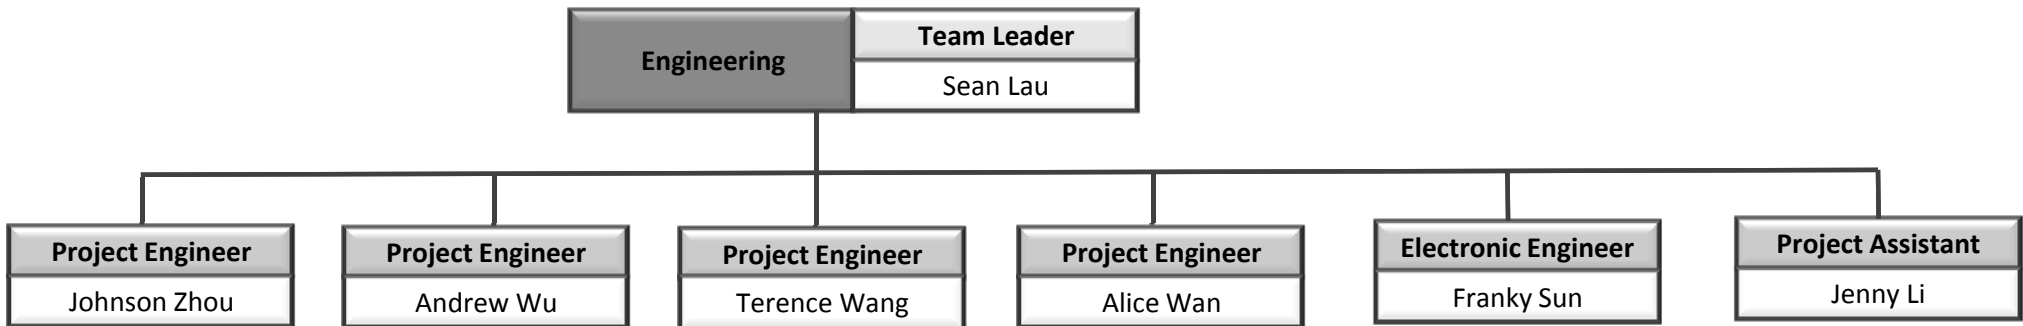 Engineering
Team Leader
Sean Lau
Project Engineer
Johnson Zhou
Project Engineer
Andrew Wu
Project Engineer
Terence Wang
Project Engineer
Alice Wan
Electronic Engineer
Franky Sun
Project Assistant
Jenny Li